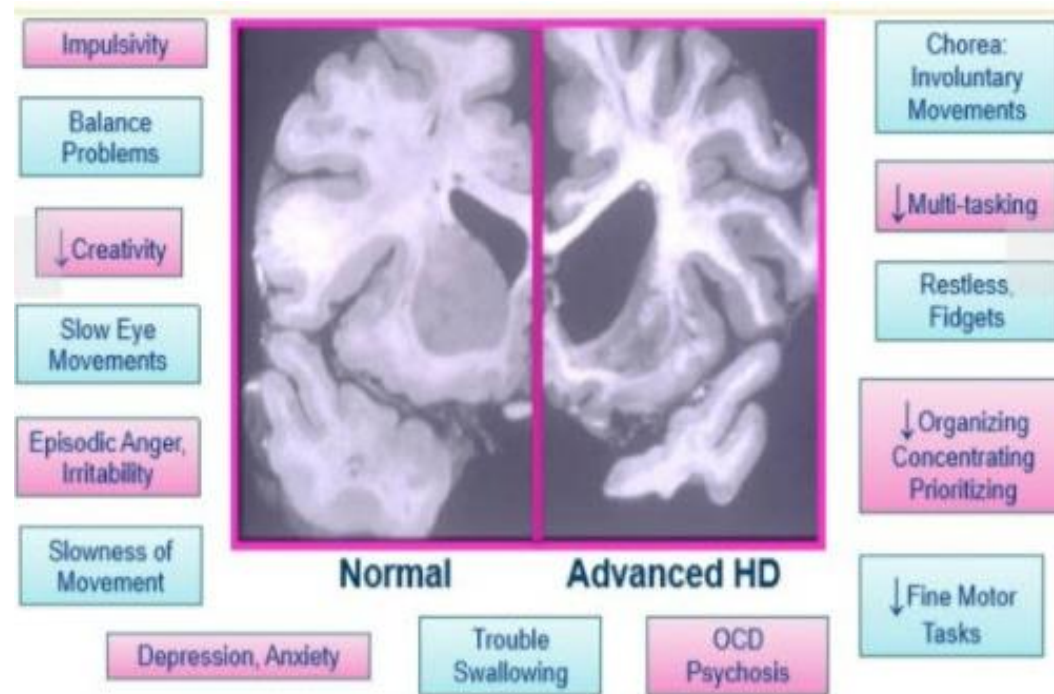 Impulsivity
Balance
Problems
↓Creativity
Slow Eye
Movements
Episodic Anger,
Irritability
Slowness of
Movement
Normal
Advanced HD
Chorea:
Involuntary
Movements
↓Multi-tasking
Restless,
Fidgets
↓Organizing
Concentrating
Prioritizing
↓Fine Motor
Tasks
Depression, Anxiety
Trouble
Swallowing
OCD
Psychosis